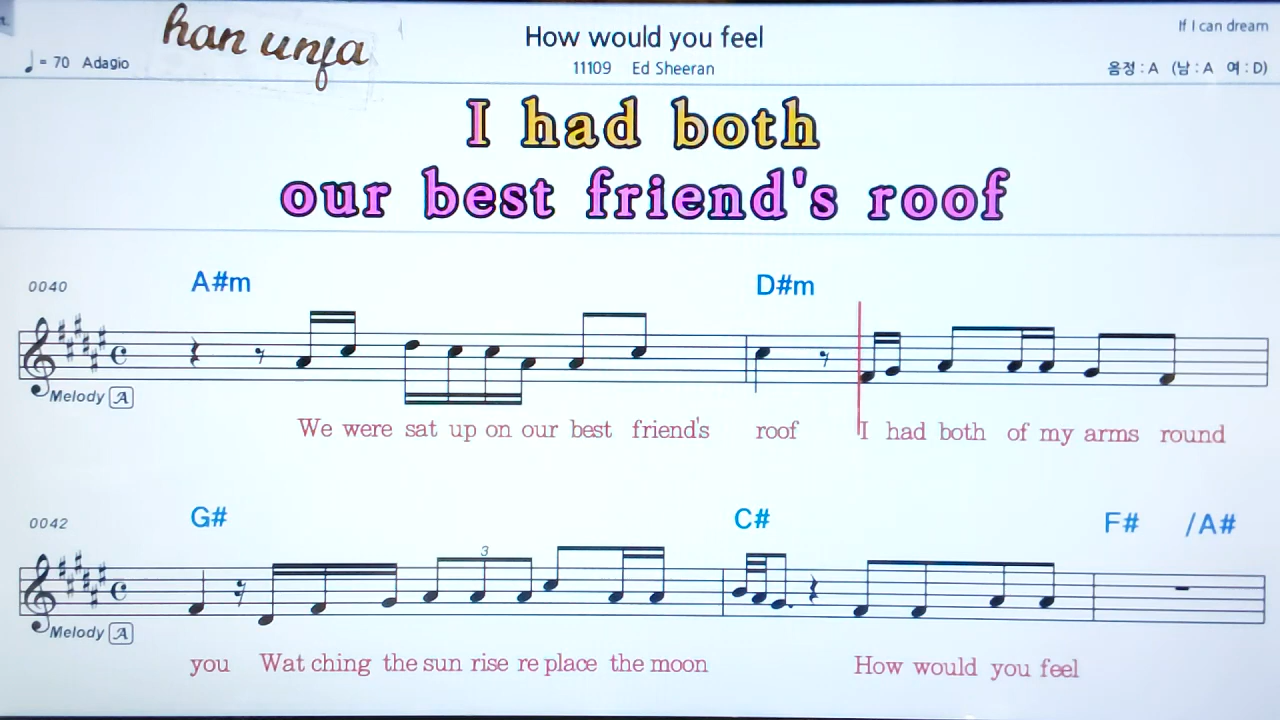 t.
han unfa
How would you feel
If I can dream
♩ = 70 Adagio
11109 Ed Sheeran
음정 : A (남 : A 여 : D)
I had both
our best friend's roof
0040
A#m D#m
Melody A
We were sat up on our best friend's roof I had both of my arms round
0042
G# C# F# /A#
3
Melody A
you Wat ching the sun rise re place the moon How would you feel